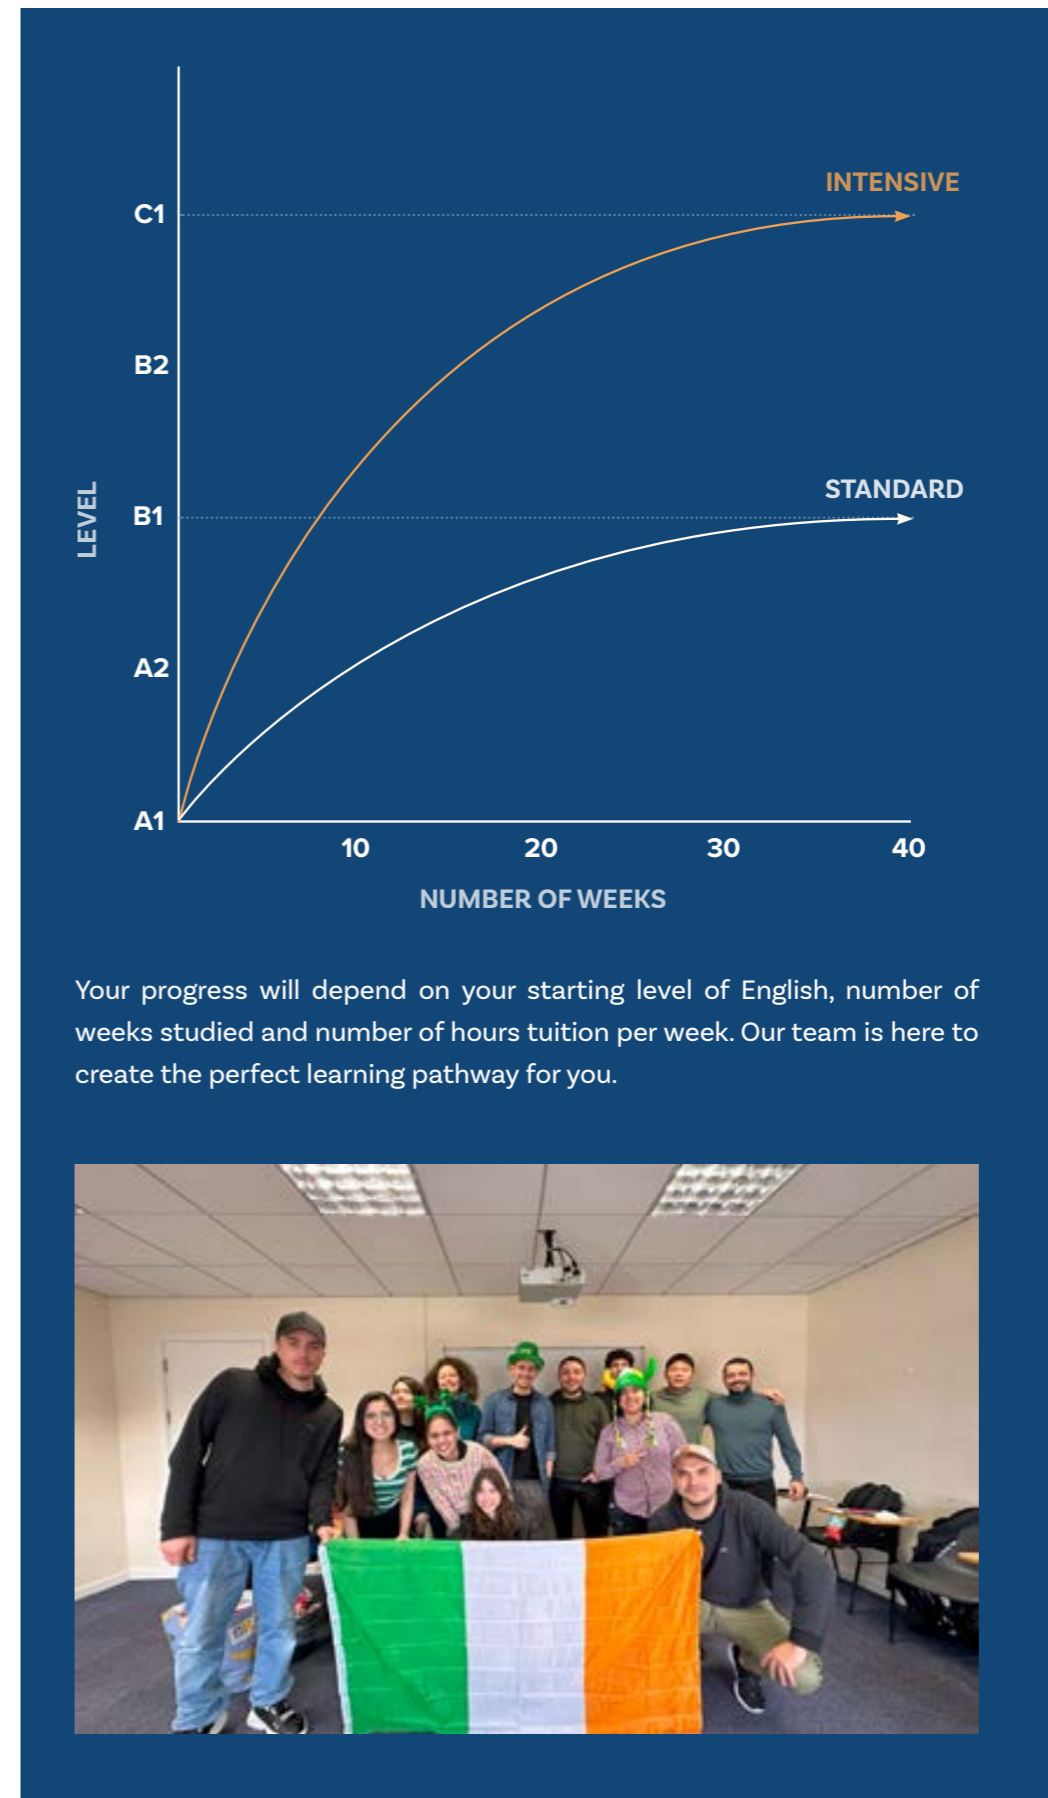 INTENSIVE
C1
B2
STANDARD
B1
LEVEL
A2
A1
10 20 30 40
NUMBER OF WEEKS
Your progress will depend on your starting level of English, number of
weeks studied and number of hours tuition per week. Our team is here to
create the perfect learning pathway for you.